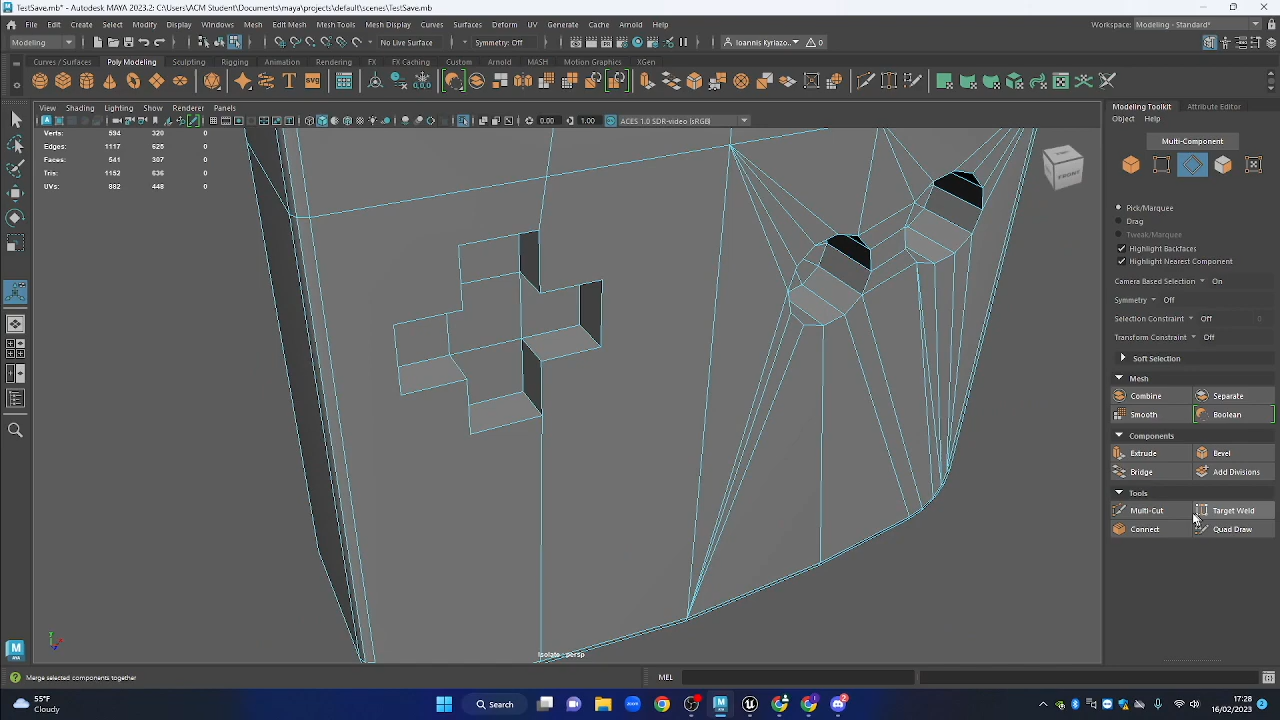 TestSave.mb* - Autodesk MAYA 2023.2: C:\Users\ACM Student\Documents\maya\projects\default\scenes\TestSave.mb
File Edit Create Select Modify Display Windows Mesh Edit Mesh Mesh Tools Mesh Display Curves Surfaces Deform UV Generate Cache Arnold Help
Workspace: Modeling - Standard*
Modeling No Live Surface Symmetry: Off Ioannis Kyriazo... 0
Curves / Surfaces Poly Modeling Sculpting Rigging Animation Rendering FX FX Caching Custom Arnold MASH Motion Graphics XGen
SVG
View Shading Lighting Show Renderer Panels
0.00 1.00 ACES 1.0 SDR-video (sRGB)
Verts: 594 320 0
Edges: 1117 625 0
Faces: 541 307 0
Tris: 1152 636 0
UVs: 882 448 0
FRONT
Isolate : persp
Modeling Toolkit Attribute Editor
Object Help
Multi-Component
Pick/Marquee
Drag
Tweak/Marquee
Highlight Backfaces
Highlight Nearest Component
Camera Based Selection On
Symmetry Off
Selection Constraint Off 0
Transform Constraint Off
Soft Selection
Mesh
Combine Separate
Smooth Boolean
Components
Extrude Bevel
Bridge Add Divisions
Tools
Multi-Cut Target Weld
Connect Quad Draw
Merge selected components together
MEL
55°F
Cloudy
Search
zoom
2
17:28
16/02/2023